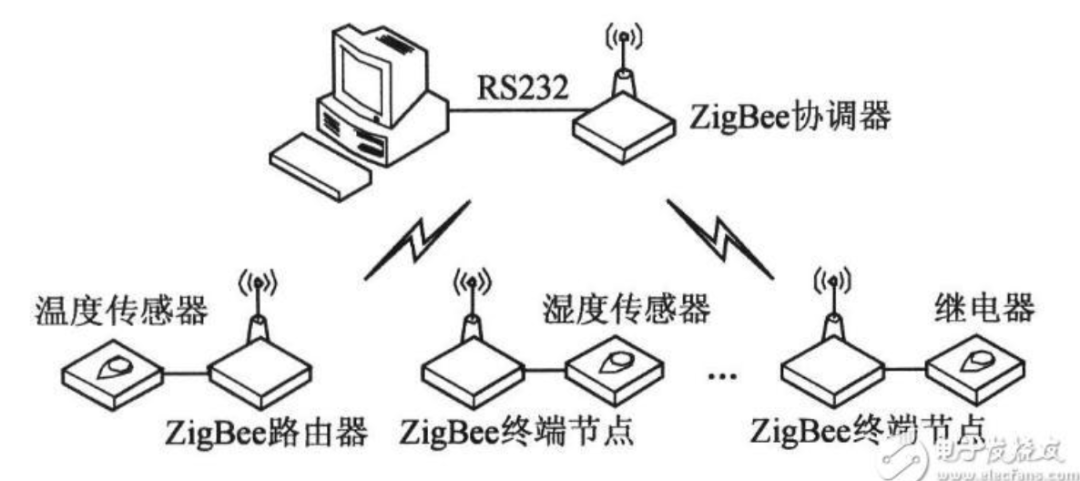 RS232
ZigBee协调器
温度传感器
湿度传感器
继电器
...
ZigBee路由器
ZigBee终端节点
ZigBee终端节点
电子发烧友
www.elecfans.com